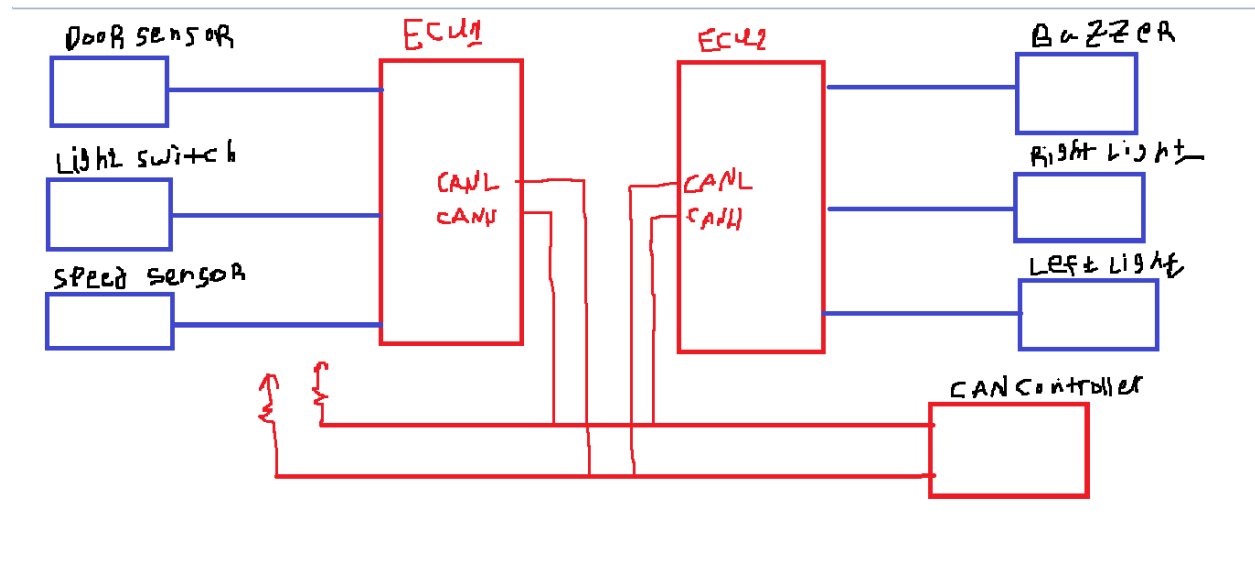 DooR sensoR
ECU1
ECU2
BuZZeR
Light switch
Right Light
CANL
CANH
CANL
CANH
Speed sensoR
Left Light
CAN Controller